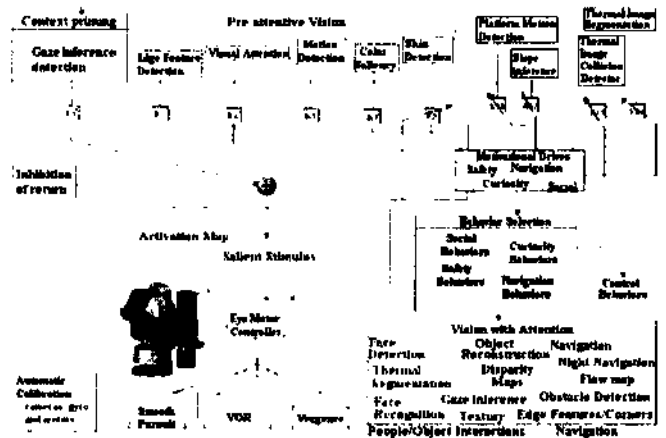 Context pruning
Gaze inference
detection
Pre-attentive Vision
Edge Feature
Detection
Visual Attention
Motion
Detection
Color
Saliency
Skin
Detection
Platform Motion
Detection
Slope
Inference
Thermal Image
Segmentation
Thermal
Image
Collision
Detector
Inhibition
of return
Motivational Drives
Safety Navigation
Curiosity Social
Activation Map
Salient Stimulus
Behavior Selection
Social
Behaviors
Curiosity
Behaviors
Safety
Behaviors
Navigation
Behaviors
Control
Behaviors
Eye Motor
Controller
Automatic
Calibration
Smooth
Pursuit
VOR
Vergence
Vision with Attention
Face
Detection
Object
Reconstruction
Navigation
Thermal
Segmentation
Disparity
Maps
Night Navigation
Flow map
Face
Recognition
Gaze Inference
Obstacle Detection
Texture
Edge Features/Corners
People/Object Interactions
Navigation